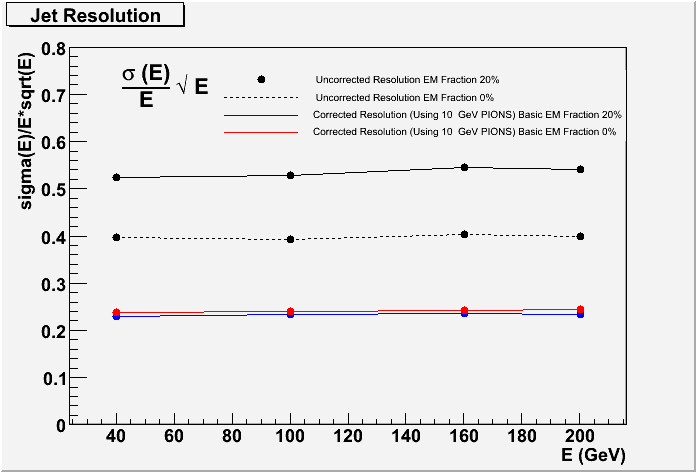 Jet Resolution
sigma(E)/E*sqrt(E)
0.8
0.7
0.6
0.5
0.4
0.3
0.2
0.1
0
σ (E)
E
√ E
Uncorrected Resolution EM Fraction 20%
Uncorrected Resolution EM Fraction 0%
Corrected Resolution (Using 10 GeV PIONS) Basic EM Fraction 20%
Corrected Resolution (Using 10 GeV PIONS) Basic EM Fraction 0%
40 60 80 100 120 140 160 180 200
E (GeV)